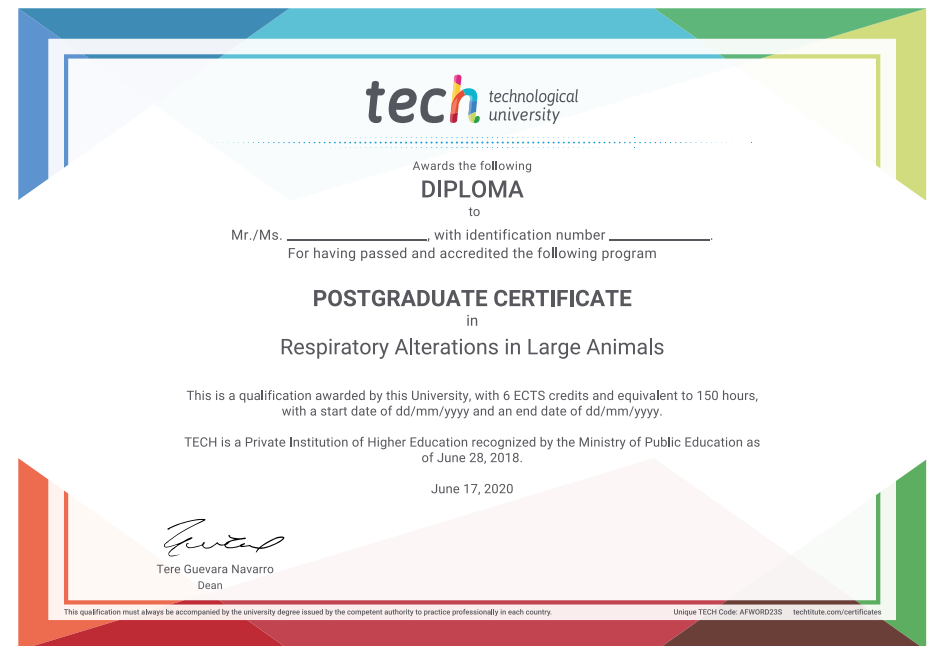 tech technological
university
Awards the following
DIPLOMA
to
Mr./Ms. ____________________, with identification number ______________.
For having passed and accredited the following program
POSTGRADUATE CERTIFICATE
in
Respiratory Alterations in Large Animals
This is a qualification awarded by this University, with 6 ECTS credits and equivalent to 150 hours,
with a start date of dd/mm/yyyy and an end date of dd/mm/yyyy.
TECH is a Private Institution of Higher Education recognized by the Ministry of Public Education as
of June 28, 2018.
June 17, 2020
Tere Guevara Navarro
Dean
This qualification must always be accompanied by the university degree issued by the competent authority to practice professionally in each country. Unique TECH Code: AFWORD23S techtitute.com/certificates